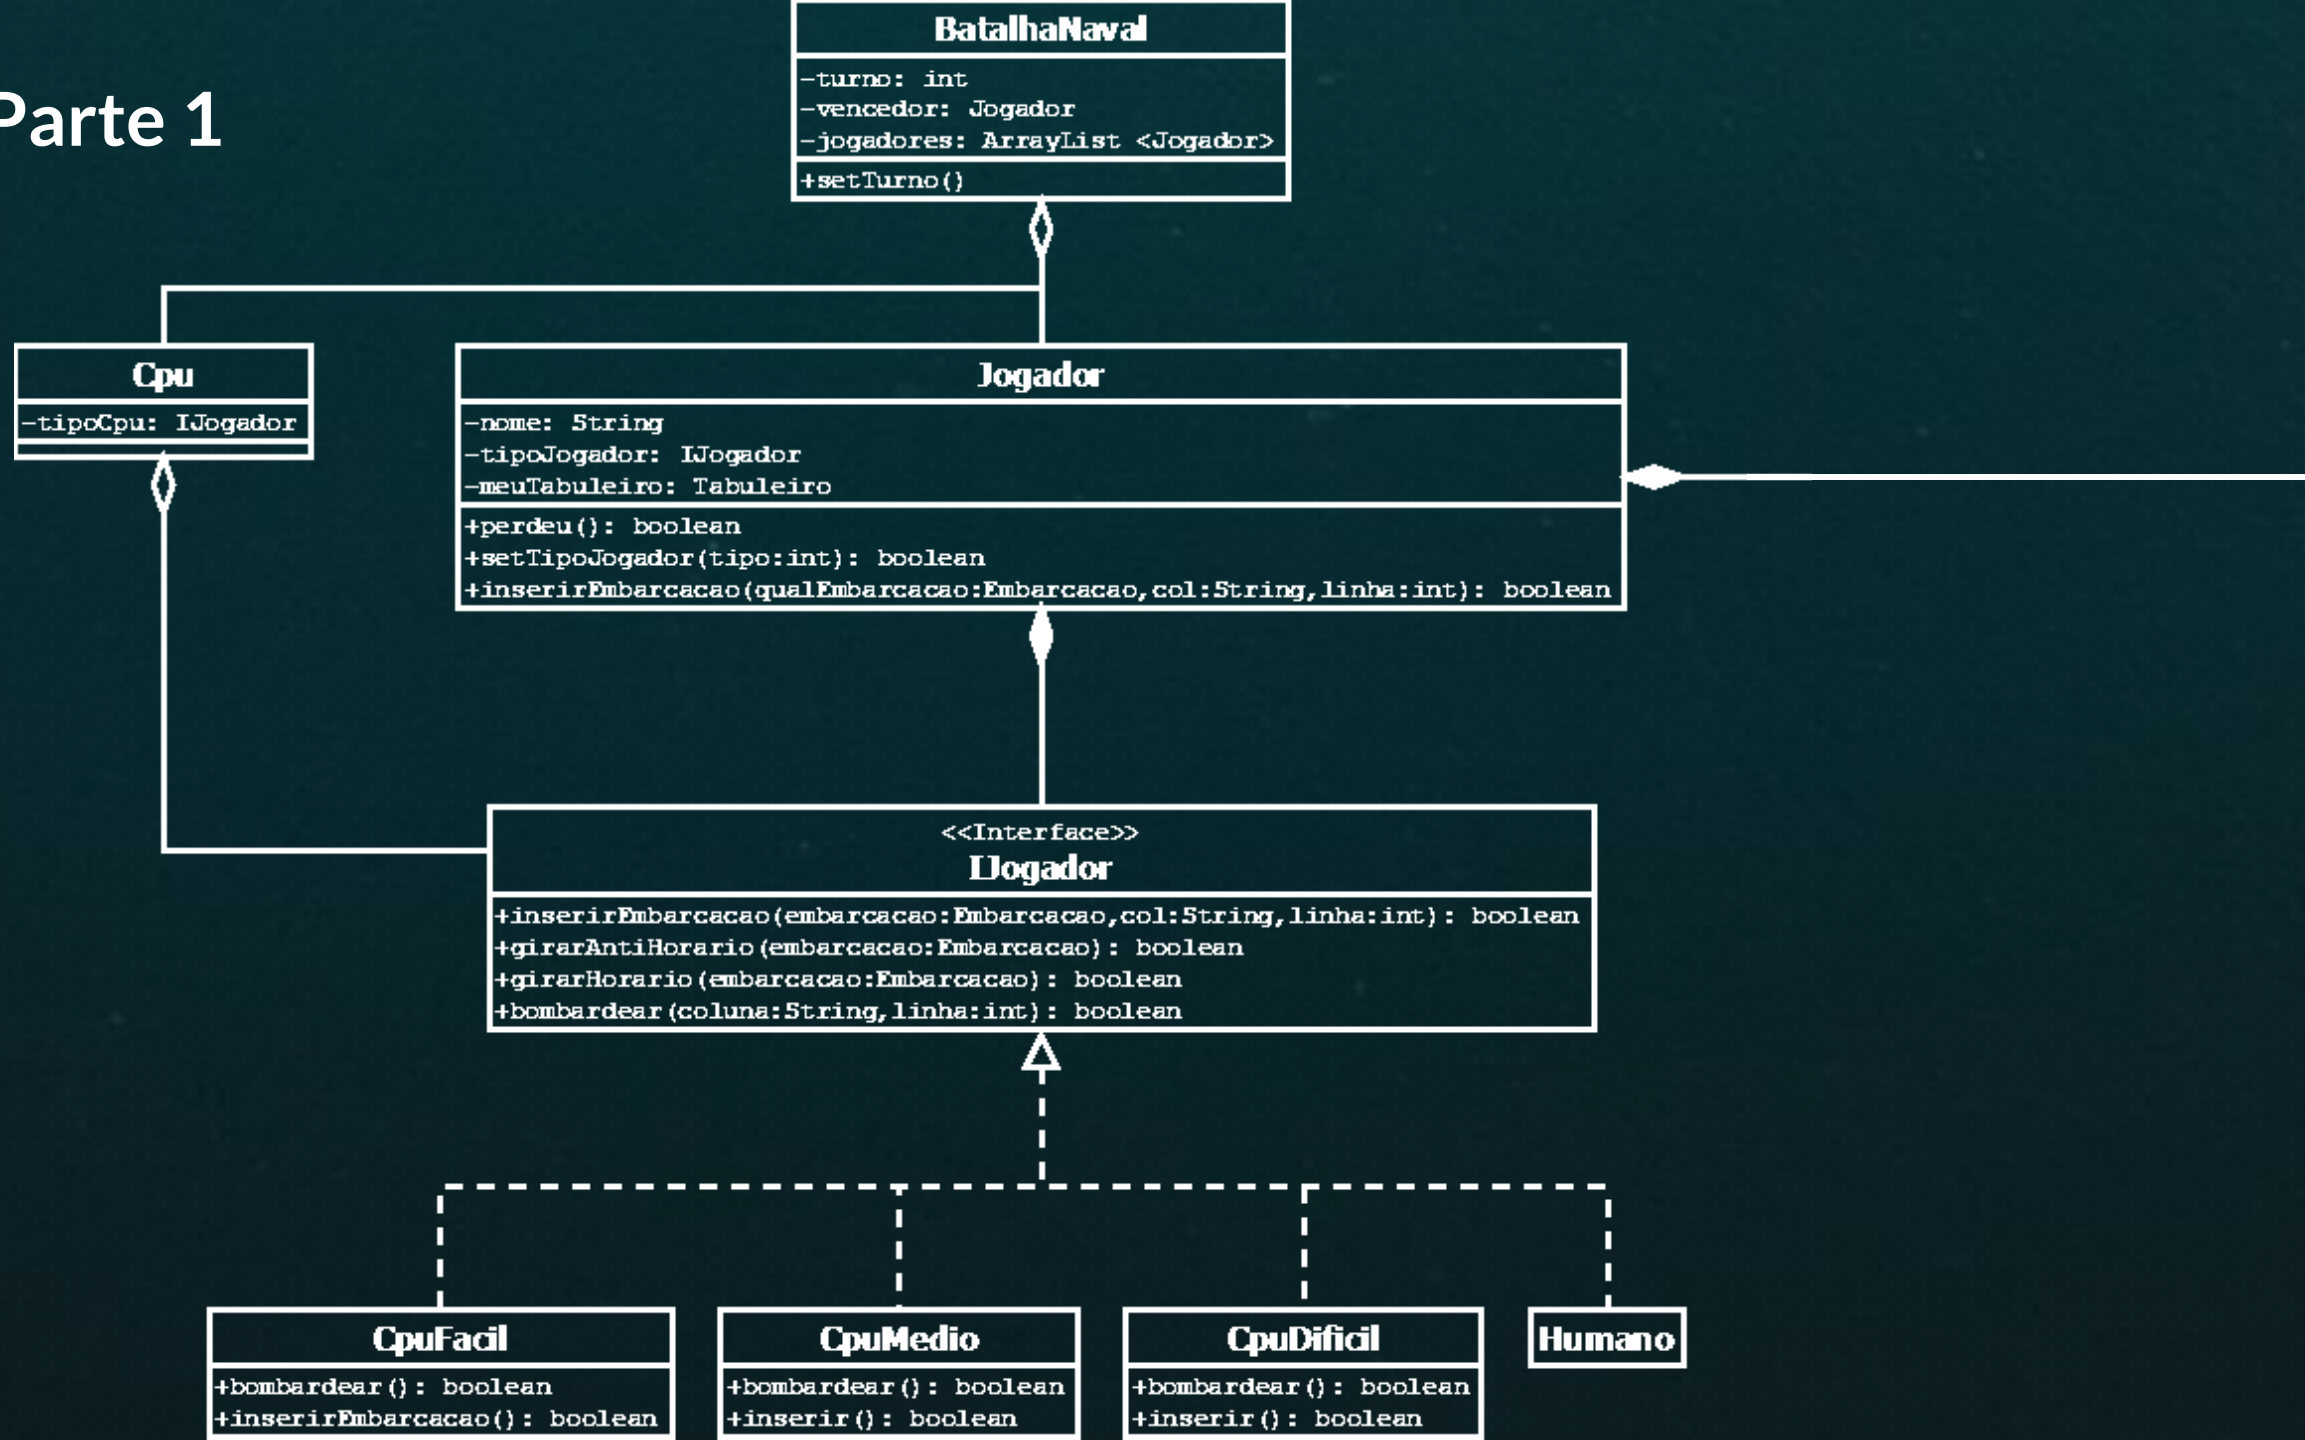 Parte 1
BatalhaNaval
-turno: int
-vencedor: Jogador
-jogadores: ArrayList <Jogador>
+setTurno()
Cpu
-tipoCpu: IJogador
Jogador
-nome: String
-tipoJogador: IJogador
-meuTabuleiro: Tabuleiro
+perdeu(): boolean
+setTipoJogador(tipo:int): boolean
+inserirEmbarcacao(qualEmbarcacao:Embarcacao,col:String,linha:int): boolean
<<Interface>>
IJogador
+inserirEmbarcacao(embarcacao:Embarcacao,col:String,linha:int): boolean
+girarAntiHorario(embarcacao:Embarcacao): boolean
+girarHorario(embarcacao:Embarcacao): boolean
+bombardear(coluna:String,linha:int): boolean
CpuFacil
+bombardear(): boolean
+inserirEmbarcacao(): boolean
CpuMedio
+bombardear(): boolean
+inserir(): boolean
CpuDificil
+bombardear(): boolean
+inserir(): boolean
Humano